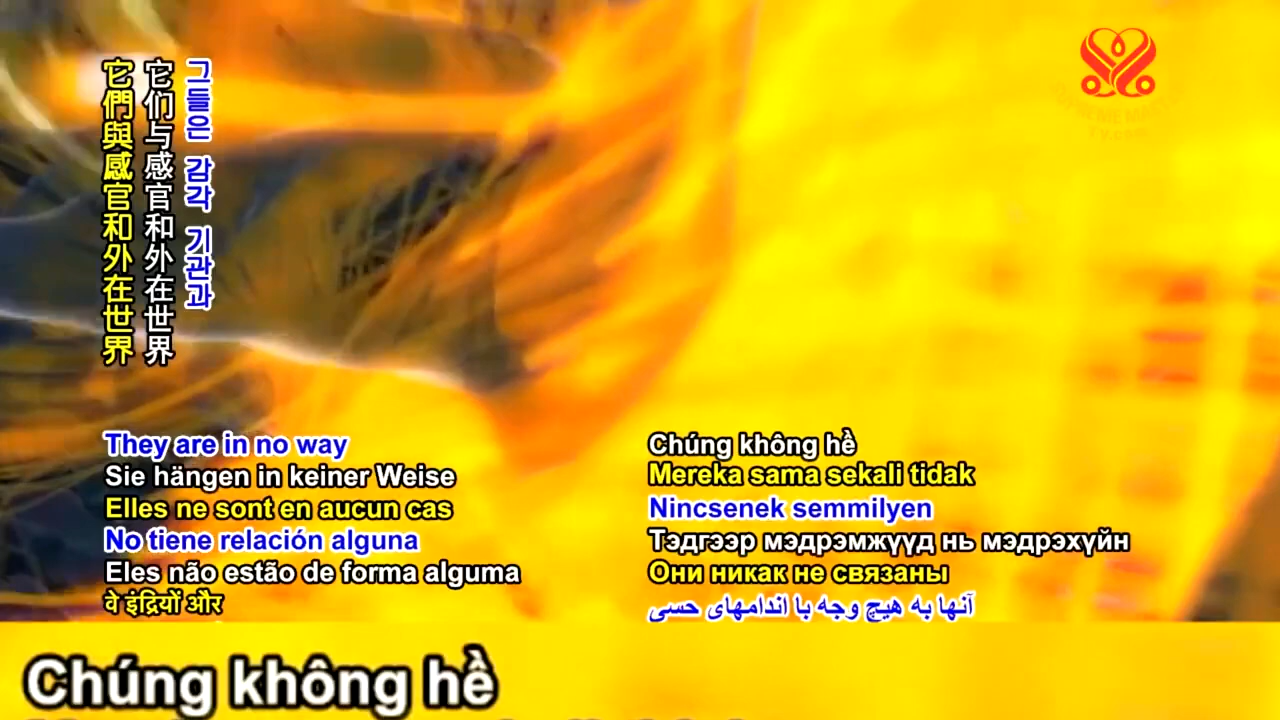 그들은 감각 기관과
它们与感官和外在世界
它們與感官和外在世界
They are in no way
Sie hängen in keiner Weise
Elles ne sont en aucun cas
No tiene relación alguna
Eles não estão de forma alguma
वे इंद्रियों और
Chúng không hề
Mereka sama sekali tidak
Nincsenek semmilyen
Тэдгээр мэдрэмжүүд нь мэдрэхүйн
Они никак не связаны
آنها به هیچ وجه با اندامهای حسی
Chúng không hề